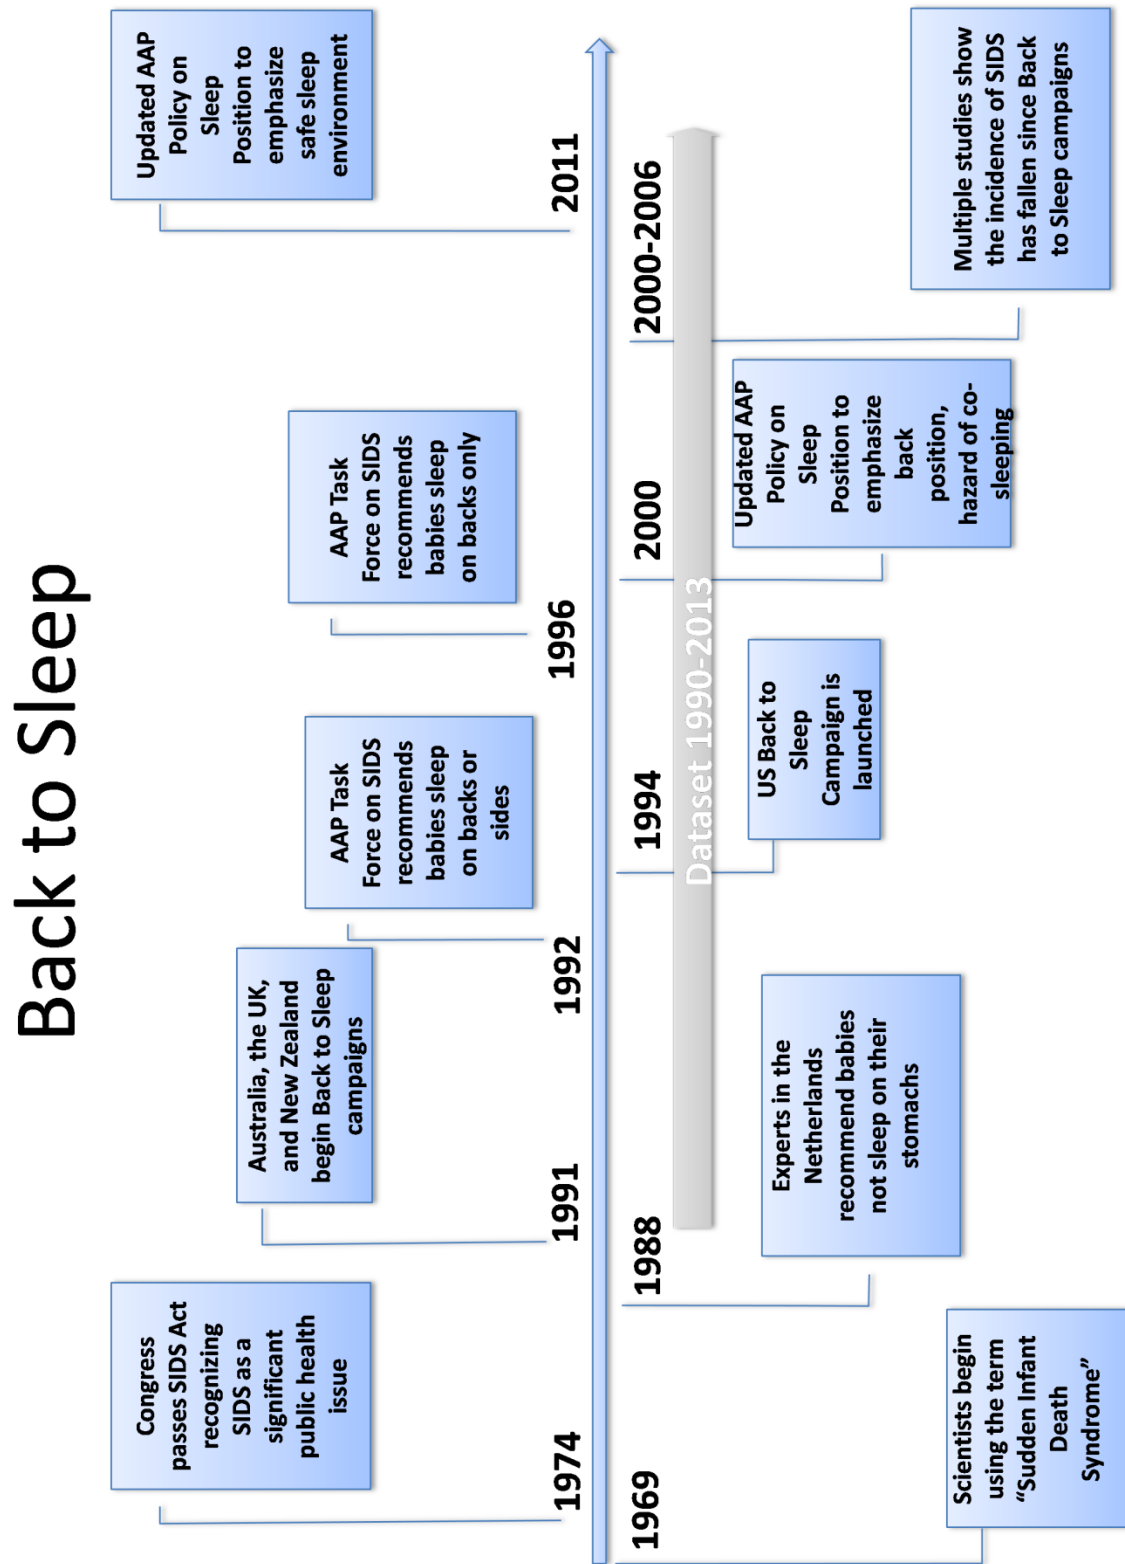 Back to Sleep
Congress
passes SIDS Act
recognizing
SIDS as a
significant
public health
issue
Australia, the UK,
and New Zealand
begin Back to Sleep
campaigns
AAP Task
Force on SIDS
recommends
babies sleep
on backs or
sides
AAP Task
Force on SIDS
recommends
babies sleep
on backs only
Updated AAP
Policy on
Sleep
Position to
emphasize
safe sleep
environment
1974
1991
1992
1996
2011
1969
1988
1994
2000
2000-2006
Dataset 1990-2013
Scientists begin
using the term
“Sudden Infant
Death
Syndrome”
Experts in the
Netherlands
recommend babies
not sleep on their
stomachs
US Back to
Sleep
Campaign is
launched
Updated AAP
Policy on
Sleep
Position to
emphasize
back
position,
hazard of co-
sleeping
Multiple studies show
the incidence of SIDS
has fallen since Back
to Sleep campaigns